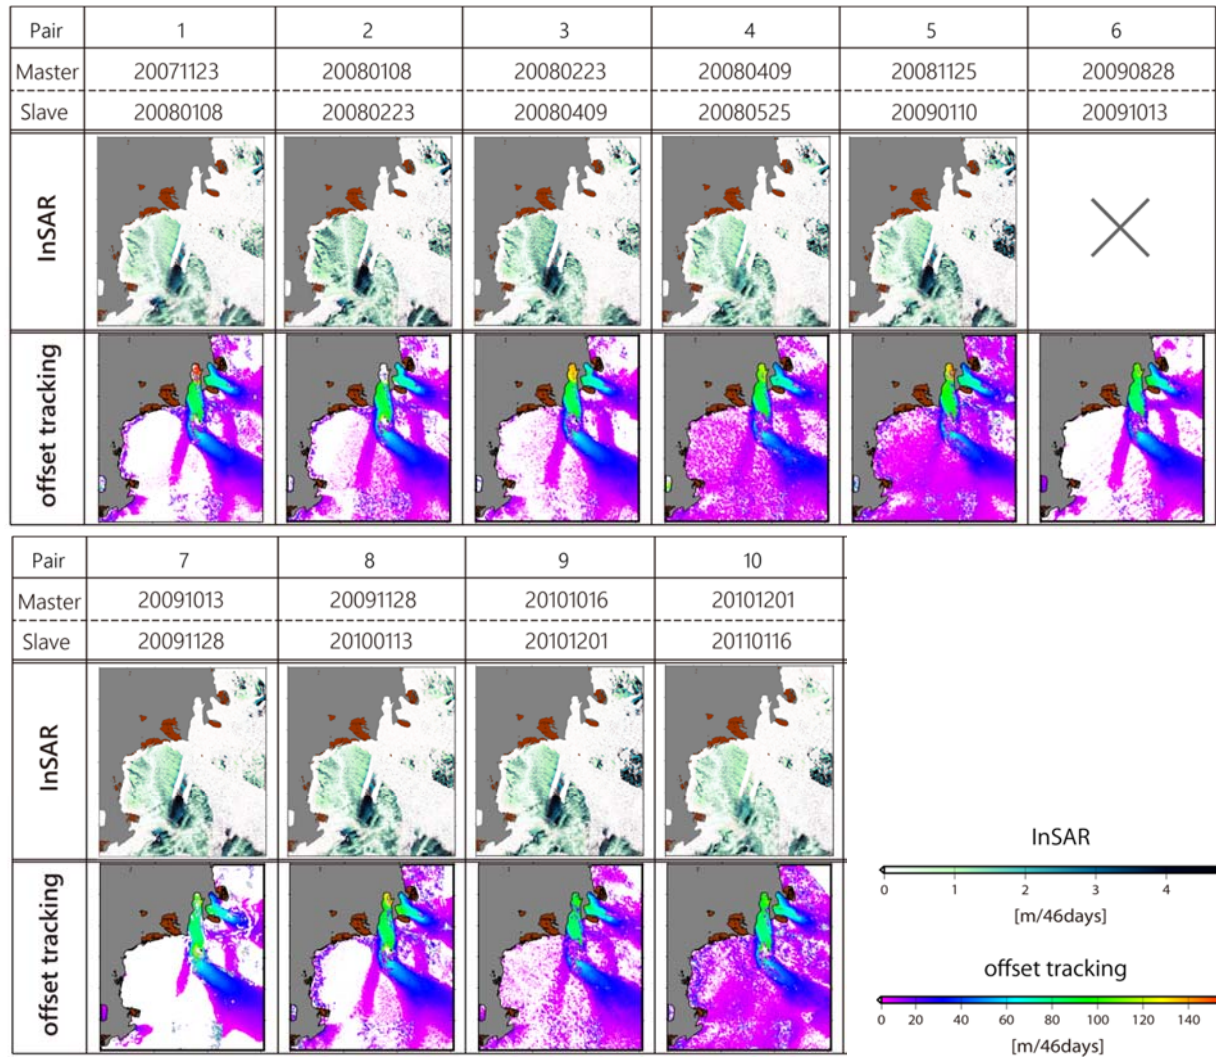 Pair 1 2 3 4 5 6
Master 20071123 20080108 20080223 20080409 20081125 20090828
Slave 20080108 20080223 20080409 20080525 20090110 20091013
InSAR
offset tracking
Pair 7 8 9 10
Master 20091013 20091128 20101016 20101201
Slave 20091128 20100113 20101201 20110116
InSAR
offset tracking
InSAR
0 1 2 3 4
[m/46days]
offset tracking
0 20 40 60 80 100 120 140
[m/46days]